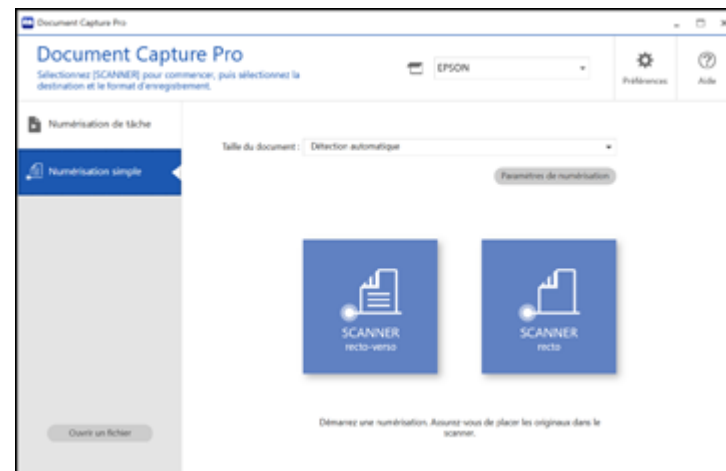 Document Capture Pro
Document Capture Pro
Sélectionnez [SCANNER] pour commencer, puis sélectionnez la
destination et le format d'enregistrement.
EPSON
Préférences
Aide
Numérisation de tâche
Numérisation simple
Taille du document :
Détection automatique
Paramètres de numérisation
SCANNER
recto-verso
SCANNER
recto
Démarrez une numérisation. Assurez-vous de placer les originaux dans le
scanner.
Ouvrir un fichier